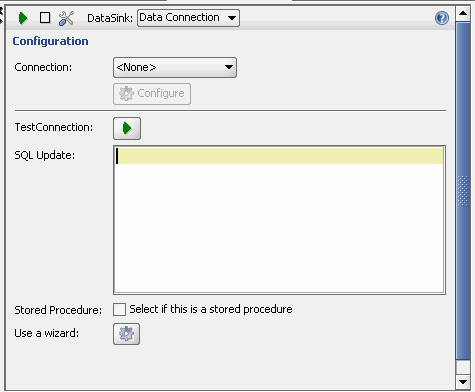 DataSink: Data Connection
Configuration
Connection: <None>
Configure
TestConnection:
SQL Update:
Stored Procedure: Select if this is a stored procedure
Use a wizard: